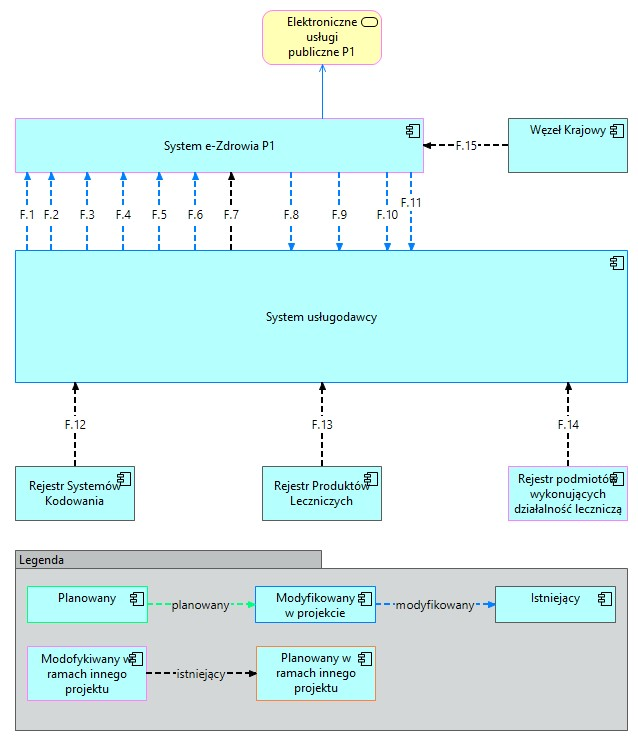 Elektroniczne
usługi
publiczne P1
System e-Zdrowia P1
Węzeł Krajowy
F.15
F.1
F.2
F.3
F.4
F.5
F.6
F.7
F.8
F.9
F.10
F.11
System usługodawcy
F.12
F.13
F.14
Rejestr Systemów
Kodowania
Rejestr Produktów
Leczniczych
Rejestr podmiotów
wykonujących
działalność leczniczą
Legenda
Planowany
planowany
Modyfikowany
w projekcie
modyfikowany
Istniejący
Modofykiwany w
ramach innego
projektu
istniejący
Planowany w
ramach innego
projektu